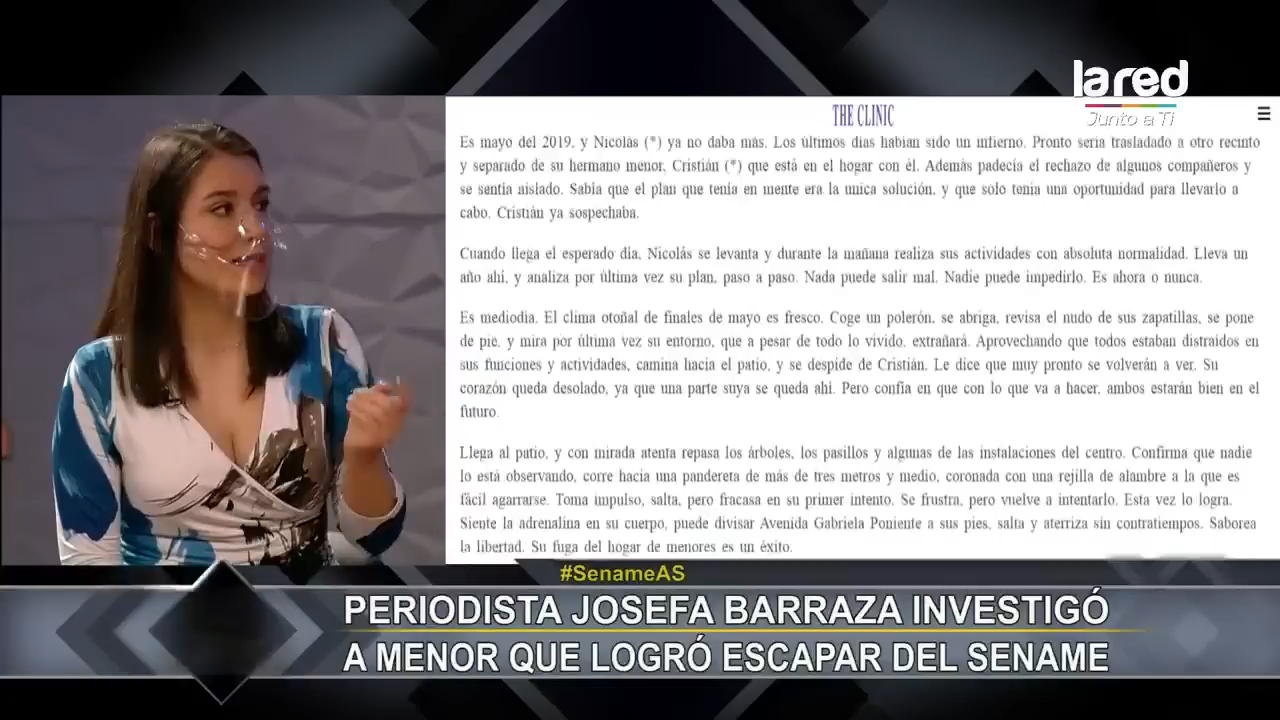 lared
Junto a Ti
THE CLINIC
Es mayo del 2019, y Nicolás (*) ya no daba más. Los últimos días habían sido un infierno. Pronto sería trasladado a otro recinto
y separado de su hermano menor, Cristián (*) que está en el hogar con él. Además padecía el rechazo de algunos compañeros y
se sentía aislado. Sabía que el plan que tenía en mente era la única solución, y que solo tenía una oportunidad para llevarlo a
cabo. Cristián ya sospechaba.
Cuando llega el esperado día, Nicolás se levanta y durante la mañana realiza sus actividades con absoluta normalidad. Lleva un
año ahí, y analiza por última vez su plan, paso a paso. Nada puede salir mal. Nadie puede impedirlo. Es ahora o nunca.
Es mediodía. El clima otoñal de finales de mayo es fresco. Coge un polerón, se abriga, revisa el nudo de sus zapatillas, se pone
de pie, y mira por última vez su entorno, que a pesar de todo lo vivido, extrañará. Aprovechando que todos estaban distraídos en
sus funciones y actividades, camina hacia el patio, y se despide de Cristián. Le dice que muy pronto se volverán a ver. Su
corazón queda desolado, ya que una parte suya se queda ahí. Pero confía en que con lo que va a hacer, ambos estarán bien en el
futuro.
Llega al patio, y con mirada atenta repasa los árboles, los pasillos y algunas de las instalaciones del centro. Confirma que nadie
lo está observando, corre hacia una pandereta de más de tres metros y medio, coronada con una rejilla de alambre a la que es
fácil agarrarse. Toma impulso, salta, pero fracasa en su primer intento. Se frustra, pero vuelve a intentarlo. Esta vez lo logra.
Siente la adrenalina en su cuerpo, puede divisar Avenida Gabriela Poniente a sus pies, salta y aterriza sin contratiempos. Saborea
la libertad. Su fuga del hogar de menores es un éxito.
#SenameAS
PERIODISTA JOSEFA BARRAZA INVESTIGÓ
A MENOR QUE LOGRÓ ESCAPAR DEL SENAME